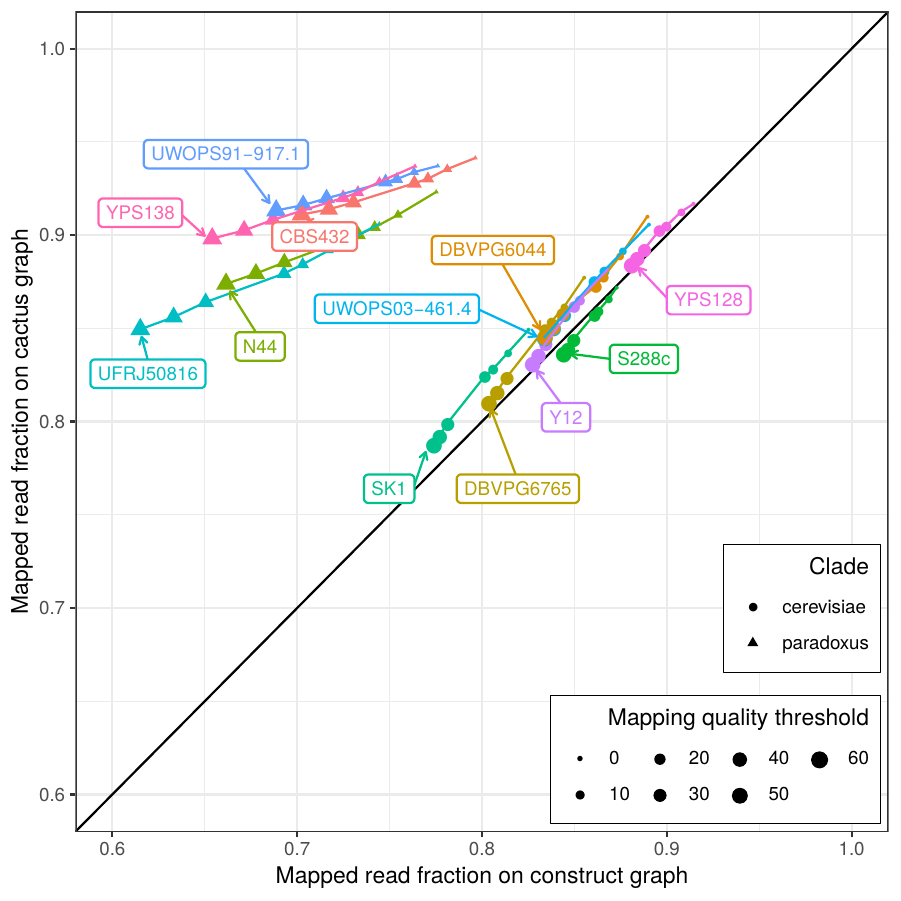 Mapped read fraction on cactus graph
1.0
0.9
0.8
0.7
0.6
UWOPS91−917.1
YPS138
CBS432
DBVPG6044
UWOPS03−461.4
YPS128
N44
UFRJ50816
S288c
Y12
SK1
DBVPG6765
Clade
cerevisiae
paradoxus
Mapping quality threshold
0 20 40 60
10 30 50
0.6 0.7 0.8 0.9 1.0
Mapped read fraction on construct graph